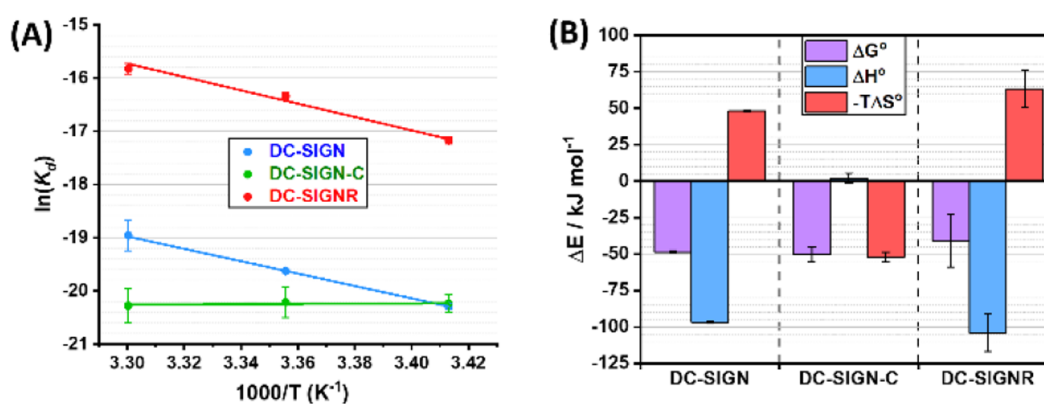 (A)
ln(Kd)
-15
-16
-17
-18
-19
-20
-21
DC-SIGN
DC-SIGN-C
DC-SIGNR
3.30 3.32 3.34 3.36 3.38 3.40 3.42
1000/T (K⁻¹)
(B)
ΔE / kJ mol⁻¹
100
75
50
25
0
-25
-50
-75
-100
-125
ΔG°
ΔH°
-TΔS°
DC-SIGN DC-SIGN-C DC-SIGNR